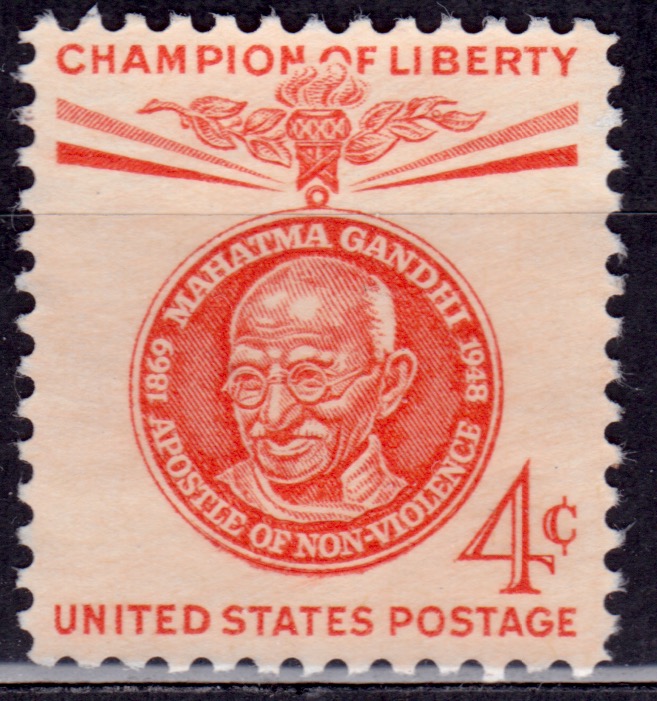 CHAMPION OF LIBERTY
MAHATMA GANDHI
1869
1948
APOSTLE OF NON-VIOLENCE
4¢
UNITED STATES POSTAGE